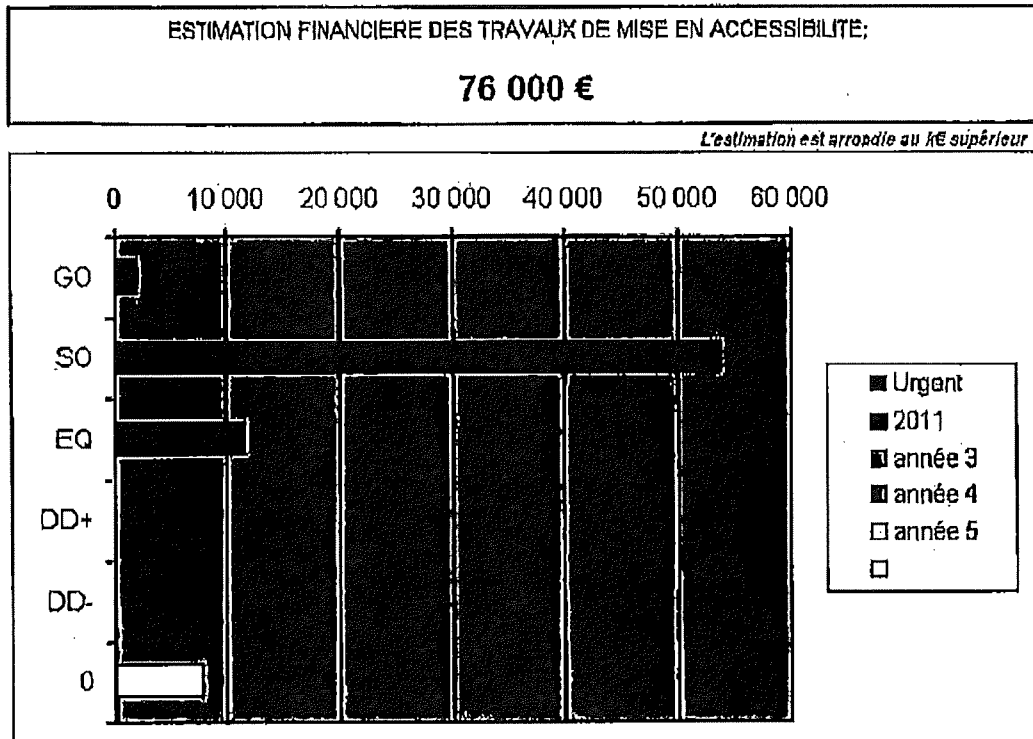 ESTIMATION FINANCIERE DES TRAVAUX DE MISE EN ACCESSIBILITE:
76 000 €
L'estimation est arrondie au k€ supérieur
0 10 000 20 000 30 000 40 000 50 000 60 000
GO
SO
EQ
DD+
DD-
0
Urgent
2011
année 3
année 4
année 5